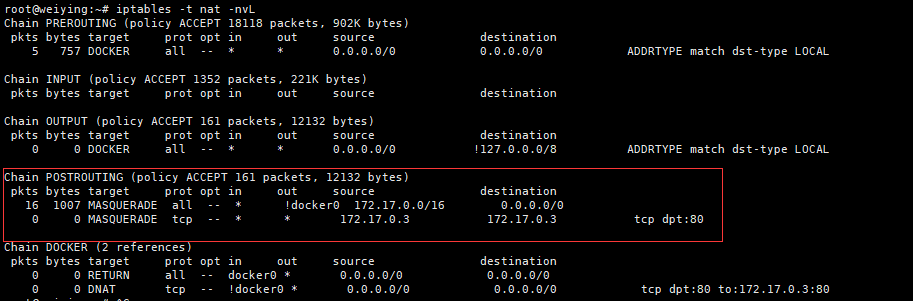 root@weiying:~# iptables -t nat -nvL
Chain PREROUTING (policy ACCEPT 18118 packets, 902K bytes)
 pkts bytes target     prot opt in     out     source               destination
    5   757 DOCKER     all  --  *      *       0.0.0.0/0            0.0.0.0/0            ADDRTYPE match dst-type LOCAL

Chain INPUT (policy ACCEPT 1352 packets, 221K bytes)
 pkts bytes target     prot opt in     out     source               destination

Chain OUTPUT (policy ACCEPT 161 packets, 12132 bytes)
 pkts bytes target     prot opt in     out     source               destination
    0     0 DOCKER     all  --  *      *       0.0.0.0/0           !127.0.0.0/8          ADDRTYPE match dst-type LOCAL

Chain POSTROUTING (policy ACCEPT 161 packets, 12132 bytes)
 pkts bytes target     prot opt in     out     source               destination
   16  1007 MASQUERADE  all  --  *      !docker0  172.17.0.0/16        0.0.0.0/0
    0     0 MASQUERADE  tcp  --  *      *       172.17.0.3           172.17.0.3           tcp dpt:80

Chain DOCKER (2 references)
 pkts bytes target     prot opt in     out     source               destination
    0     0 RETURN     all  --  docker0 *       0.0.0.0/0            0.0.0.0/0
    0     0 DNAT       tcp  --  !docker0 *       0.0.0.0/0            0.0.0.0/0            tcp dpt:80 to:172.17.0.3:80